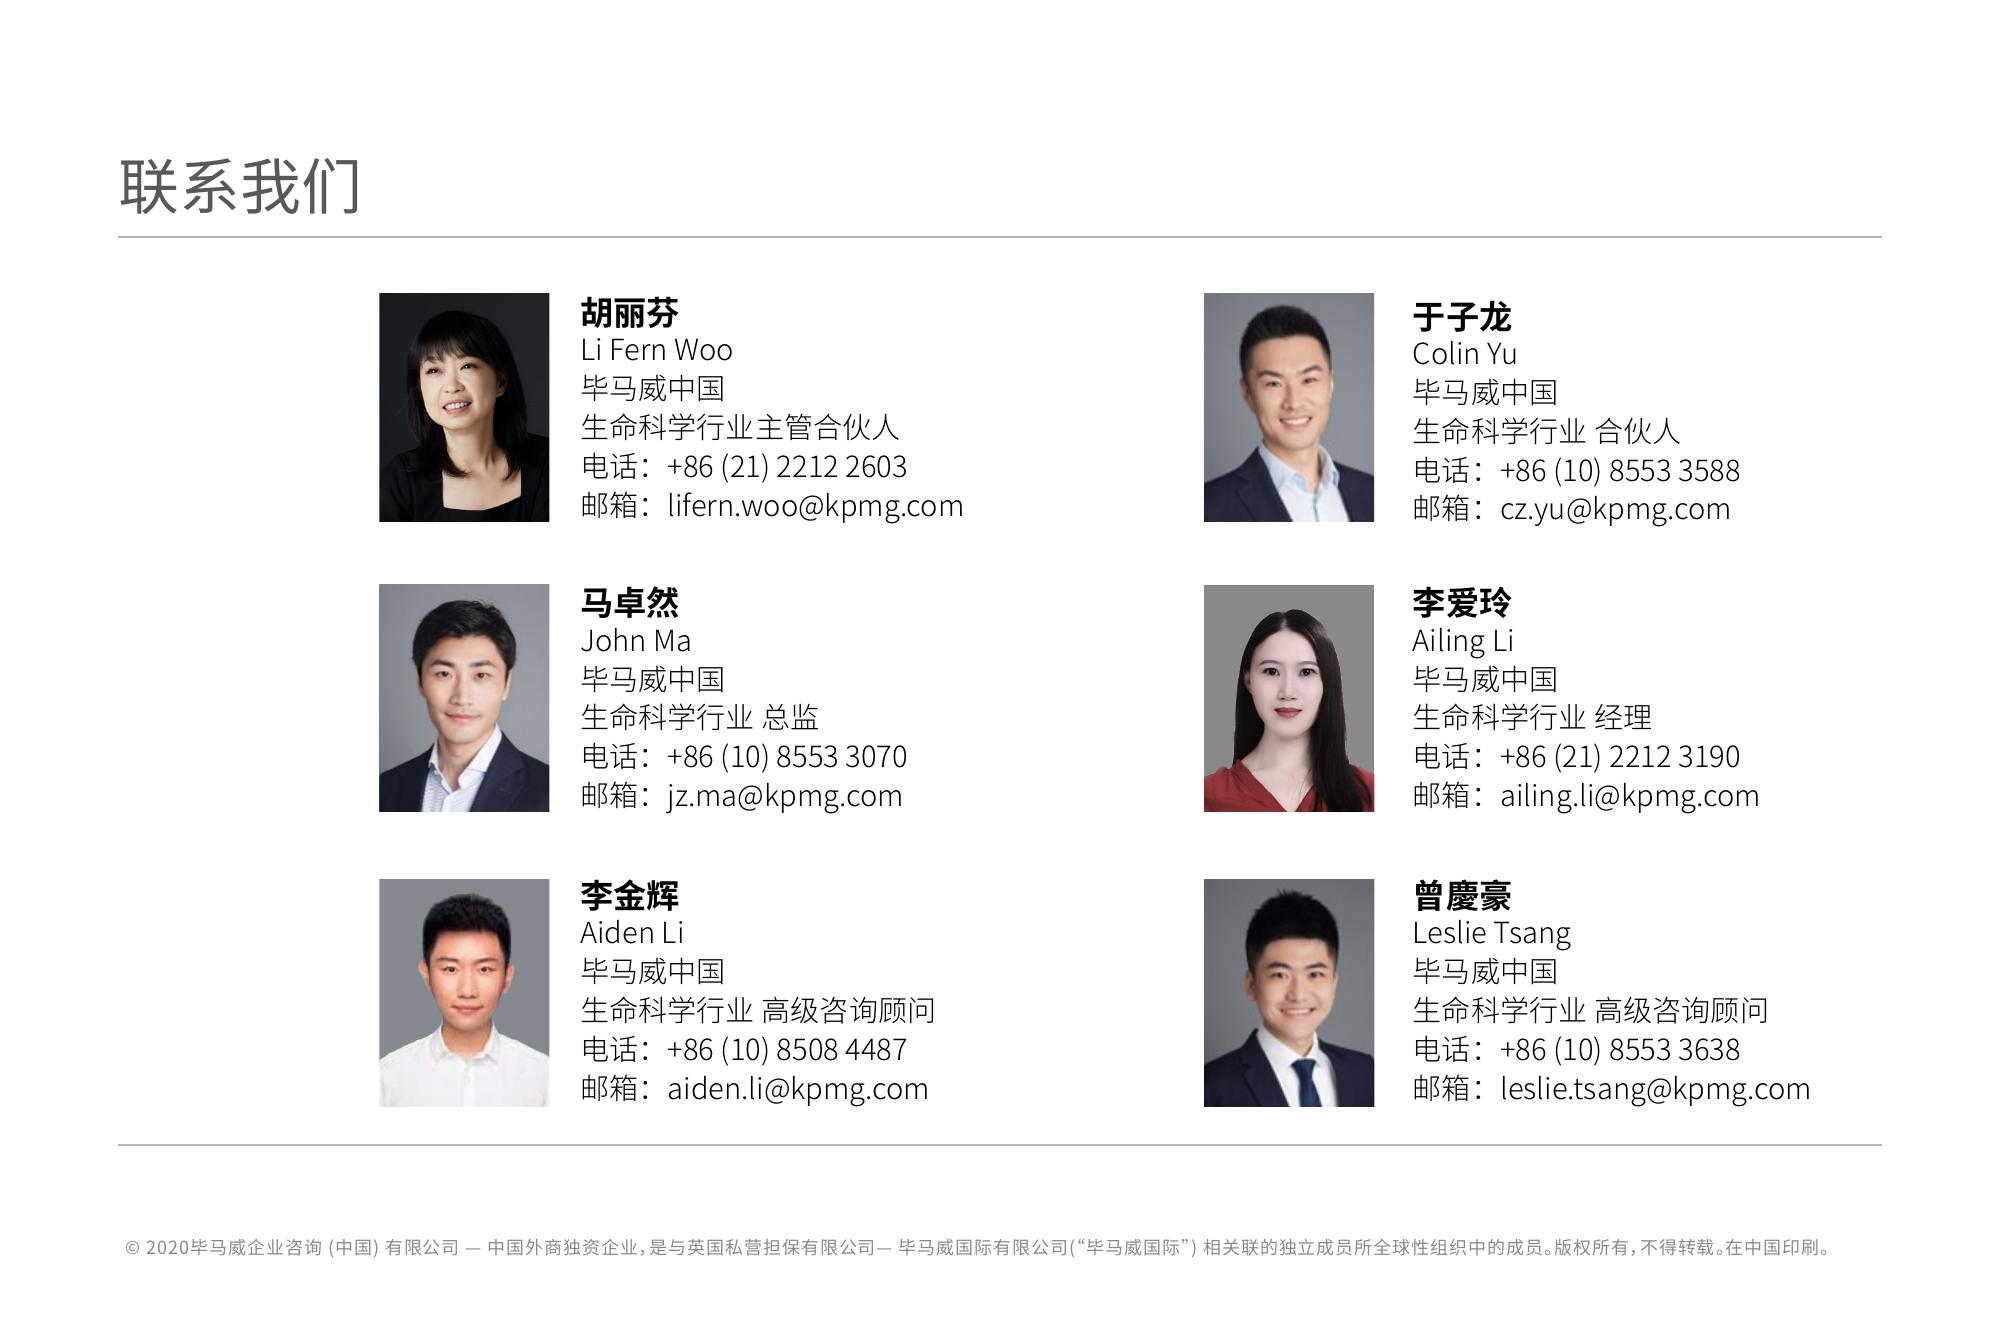 联系我们
胡丽芬
Li Fern Woo
毕马威中国
生命科学行业主管合伙人
电话：+86 (21) 2212 2603
邮箱：lifern.woo@kpmg.com
于子龙
Colin Yu
毕马威中国
生命科学行业 合伙人
电话：+86 (10) 8553 3588
邮箱：cz.yu@kpmg.com
马卓然
John Ma
毕马威中国
生命科学行业 总监
电话：+86 (10) 8553 3070
邮箱：jz.ma@kpmg.com
李爱玲
Ailing Li
毕马威中国
生命科学行业 经理
电话：+86 (21) 2212 3190
邮箱：ailing.li@kpmg.com
李金辉
Aiden Li
毕马威中国
生命科学行业 高级咨询顾问
电话：+86 (10) 8508 4487
邮箱：aiden.li@kpmg.com
曾慶豪
Leslie Tsang
毕马威中国
生命科学行业 高级咨询顾问
电话：+86 (10) 8553 3638
邮箱：leslie.tsang@kpmg.com
© 2020毕马威企业咨询 (中国) 有限公司 — 中国外商独资企业，是与英国私营担保有限公司— 毕马威国际有限公司(“毕马威国际”) 相关联的独立成员所全球性组织中的成员。版权所有，不得转载。在中国印刷。